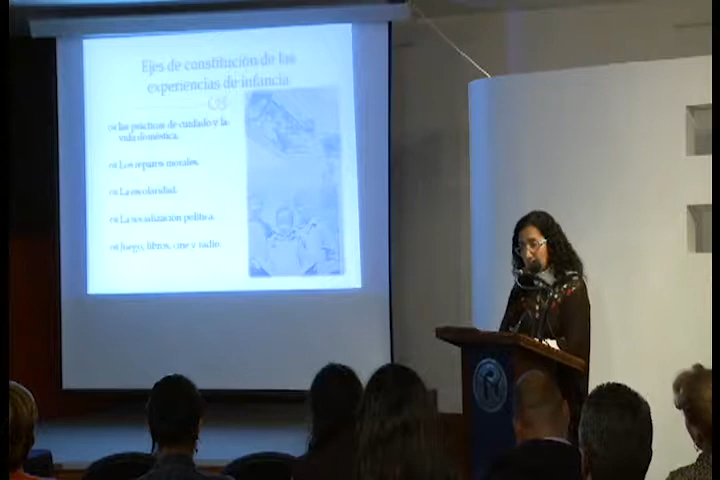 Ejes de constitución de las
experiencias de infancia
las prácticas de cuidado y la
vida doméstica.
Los reparos morales.
La escolaridad.
La socialización política.
Juego, libros, cine y radio.